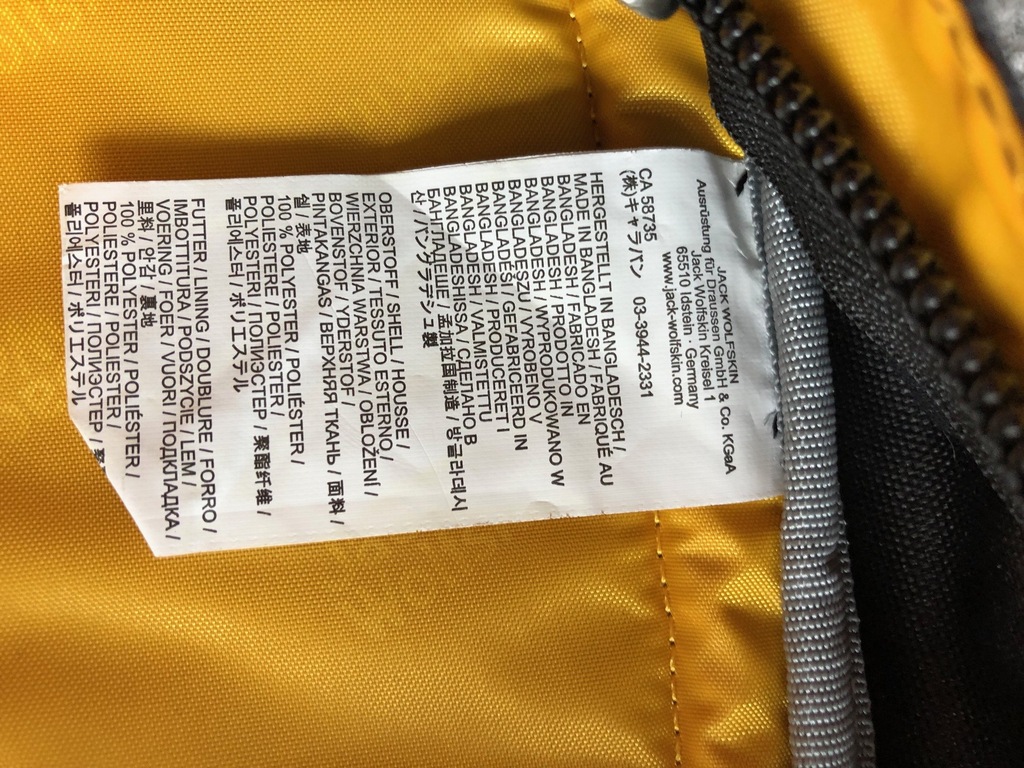 JACK WOLFSKIN
Ausrüstung für Draussen GmbH & Co. KGaA
Jack Wolfskin Kreisel 1
65510 Idstein · Germany
www.jack-wolfskin.com
CA 58735
(株)キャラバン 03-3944-2331
HERGESTELLT IN BANGLADESCH /
MADE IN BANGLADESH / FABRIQUÉ AU
BANGLADESH / FABRICADO EN
BANGLADESH / PRODOTTO IN
BANGLADESH / WYPRODUKOWANO W
BANGLADESZU / VYROBENO V
BANGLADÉŠI / GEFABRICEERD IN
BANGLADESH / PRODUCERET I
BANGLADESH / VALMISTETTU
BANGLADESHISSA / СДЕЛАНО В
БАНГЛАДЕШЕ / 孟加拉国制造 / 방글라데시
산 / バングラデシュ製
OBERSTOFF / SHELL / HOUSSE /
EXTERIOR / TESSUTO ESTERNO /
WIERZCHNIA WARSTWA / OBLOŽENÍ /
BOVENSTOF / YDERSTOF /
PINTAKANGAS / ВЕРХНЯЯ ТКАНЬ / 面料 /
쉘 / 表地
100 % POLYESTER / POLIÉSTER /
POLIESTERE / POLIESTER /
POLYESTERI / ПОЛИЭСТЕР / 聚酯纤维 /
폴리에스터 / ポリエステル
FUTTER / LINING / DOUBLURE / FORRO /
IMBOTTITURA / PODSZYCIE / LEM /
VOERING / FOER / VUORI / ПОДКЛАДКА /
里料 / 안감 / 裏地
100 % POLYESTER / POLIÉSTER /
POLIESTERE / POLIESTER /
POLYESTERI / ПОЛИЭСТЕР /
폴리에스터 / ポリエステル